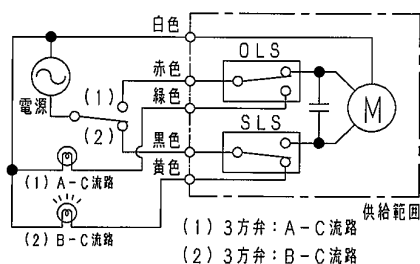 白色
OLS
赤色
(1)
緑色
電源
M
(2)
SLS
黒色
黄色
(1) A-C流路
供給範囲
(2) B-C流路
(1) 3方弁:A-C流路
(2) 3方弁:B-C流路